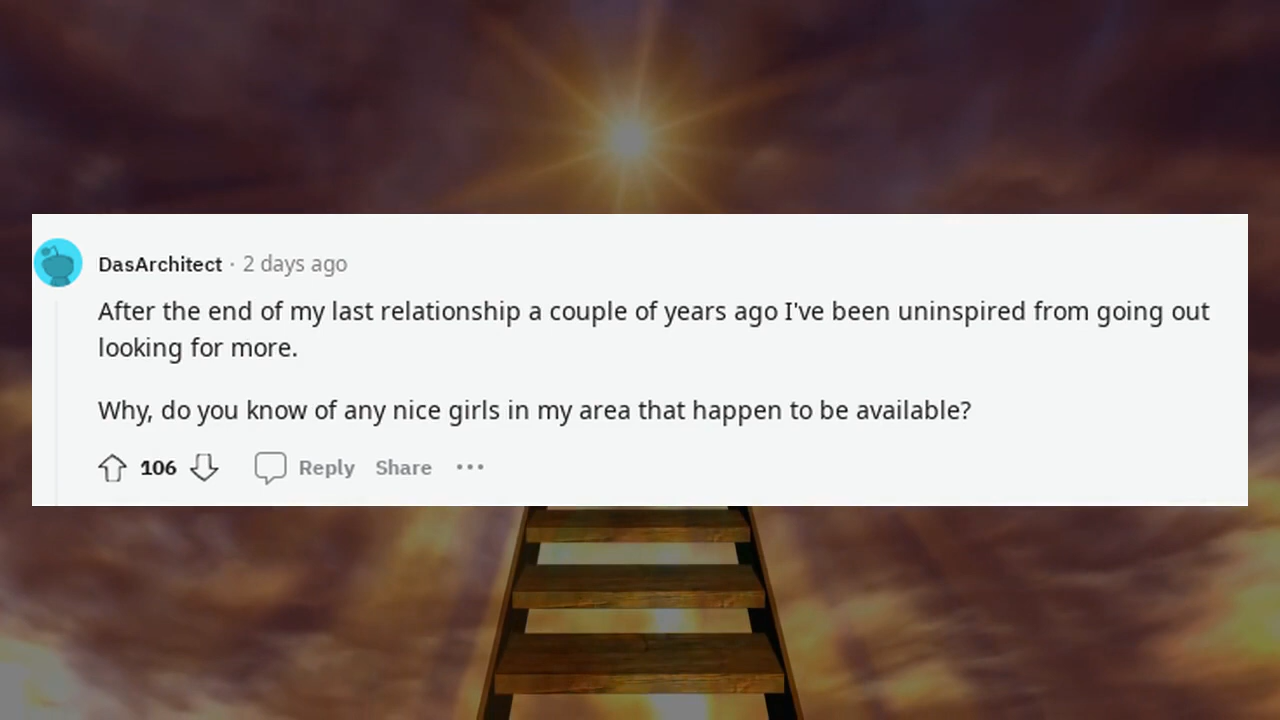 DasArchitect · 2 days ago
After the end of my last relationship a couple of years ago I've been uninspired from going out
looking for more.
Why, do you know of any nice girls in my area that happen to be available?
106 Reply Share •••